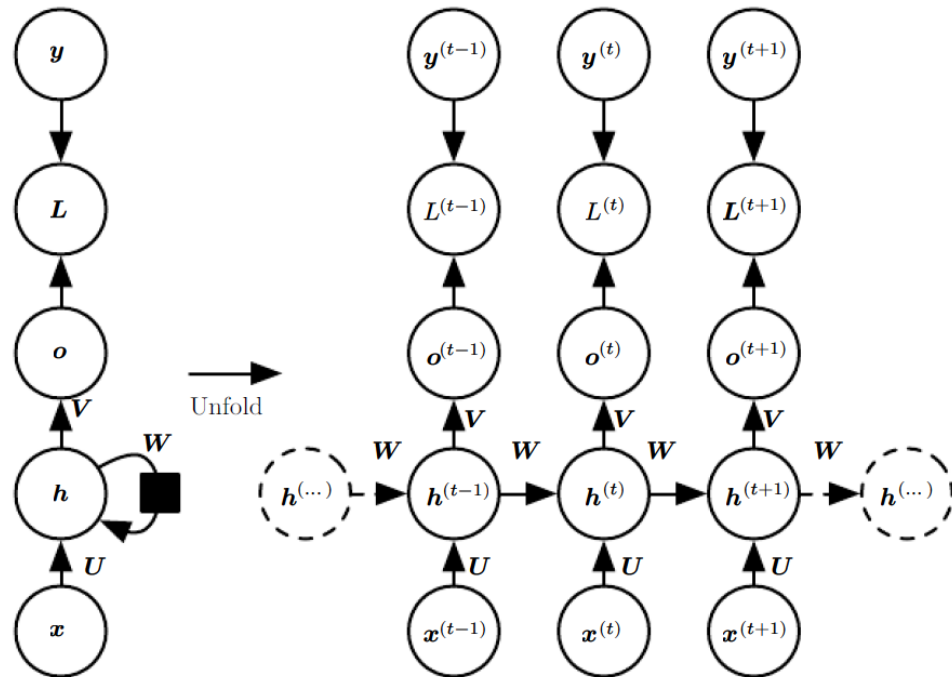 y y^(t−1) y^(t) y^(t+1)
L L^(t−1) L^(t) L^(t+1)
o o^(t−1) o^(t) o^(t+1)
Unfold
V V V V
W W W W W
h h^(...) h^(t−1) h^(t) h^(t+1) h^(...)
U U U U
x x^(t−1) x^(t) x^(t+1)